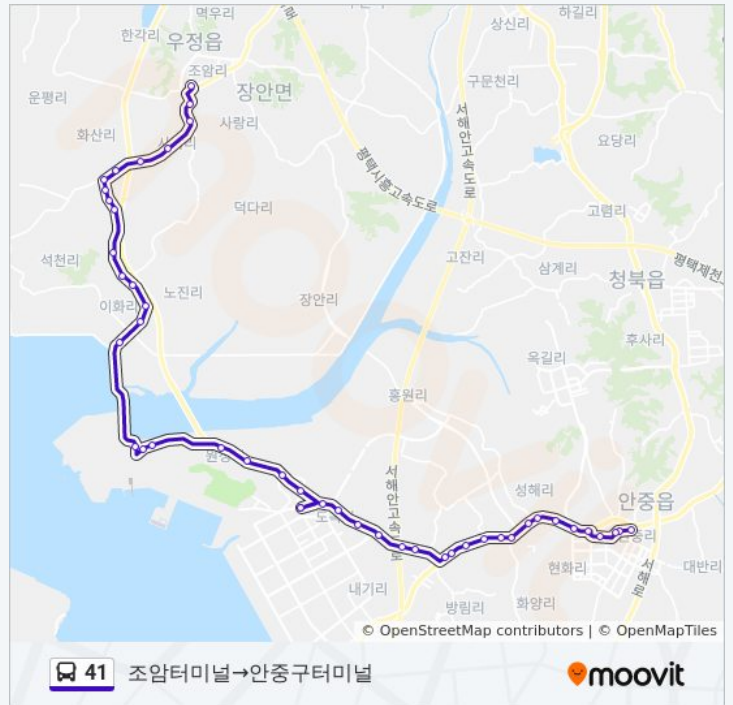 멱우리
상신리
하길리
한각리
우정읍
조암리
운평리
장안면
구문천리
사랑리
화산리
요당리
서해안고속도로
평택시흥고속도로
덕다리
고렴리
석천리
고잔리
평택제천
삼계리
청북읍
노진리
장안리
이화리
후사리
옥길리
홍원리
서해안고속도로
성해리
안중읍
현화리
서해로
대반리
내기리
방림리
화양리
© OpenStreetMap contributors | © OpenMapTiles
41
조암터미널→안중구터미널
moovit